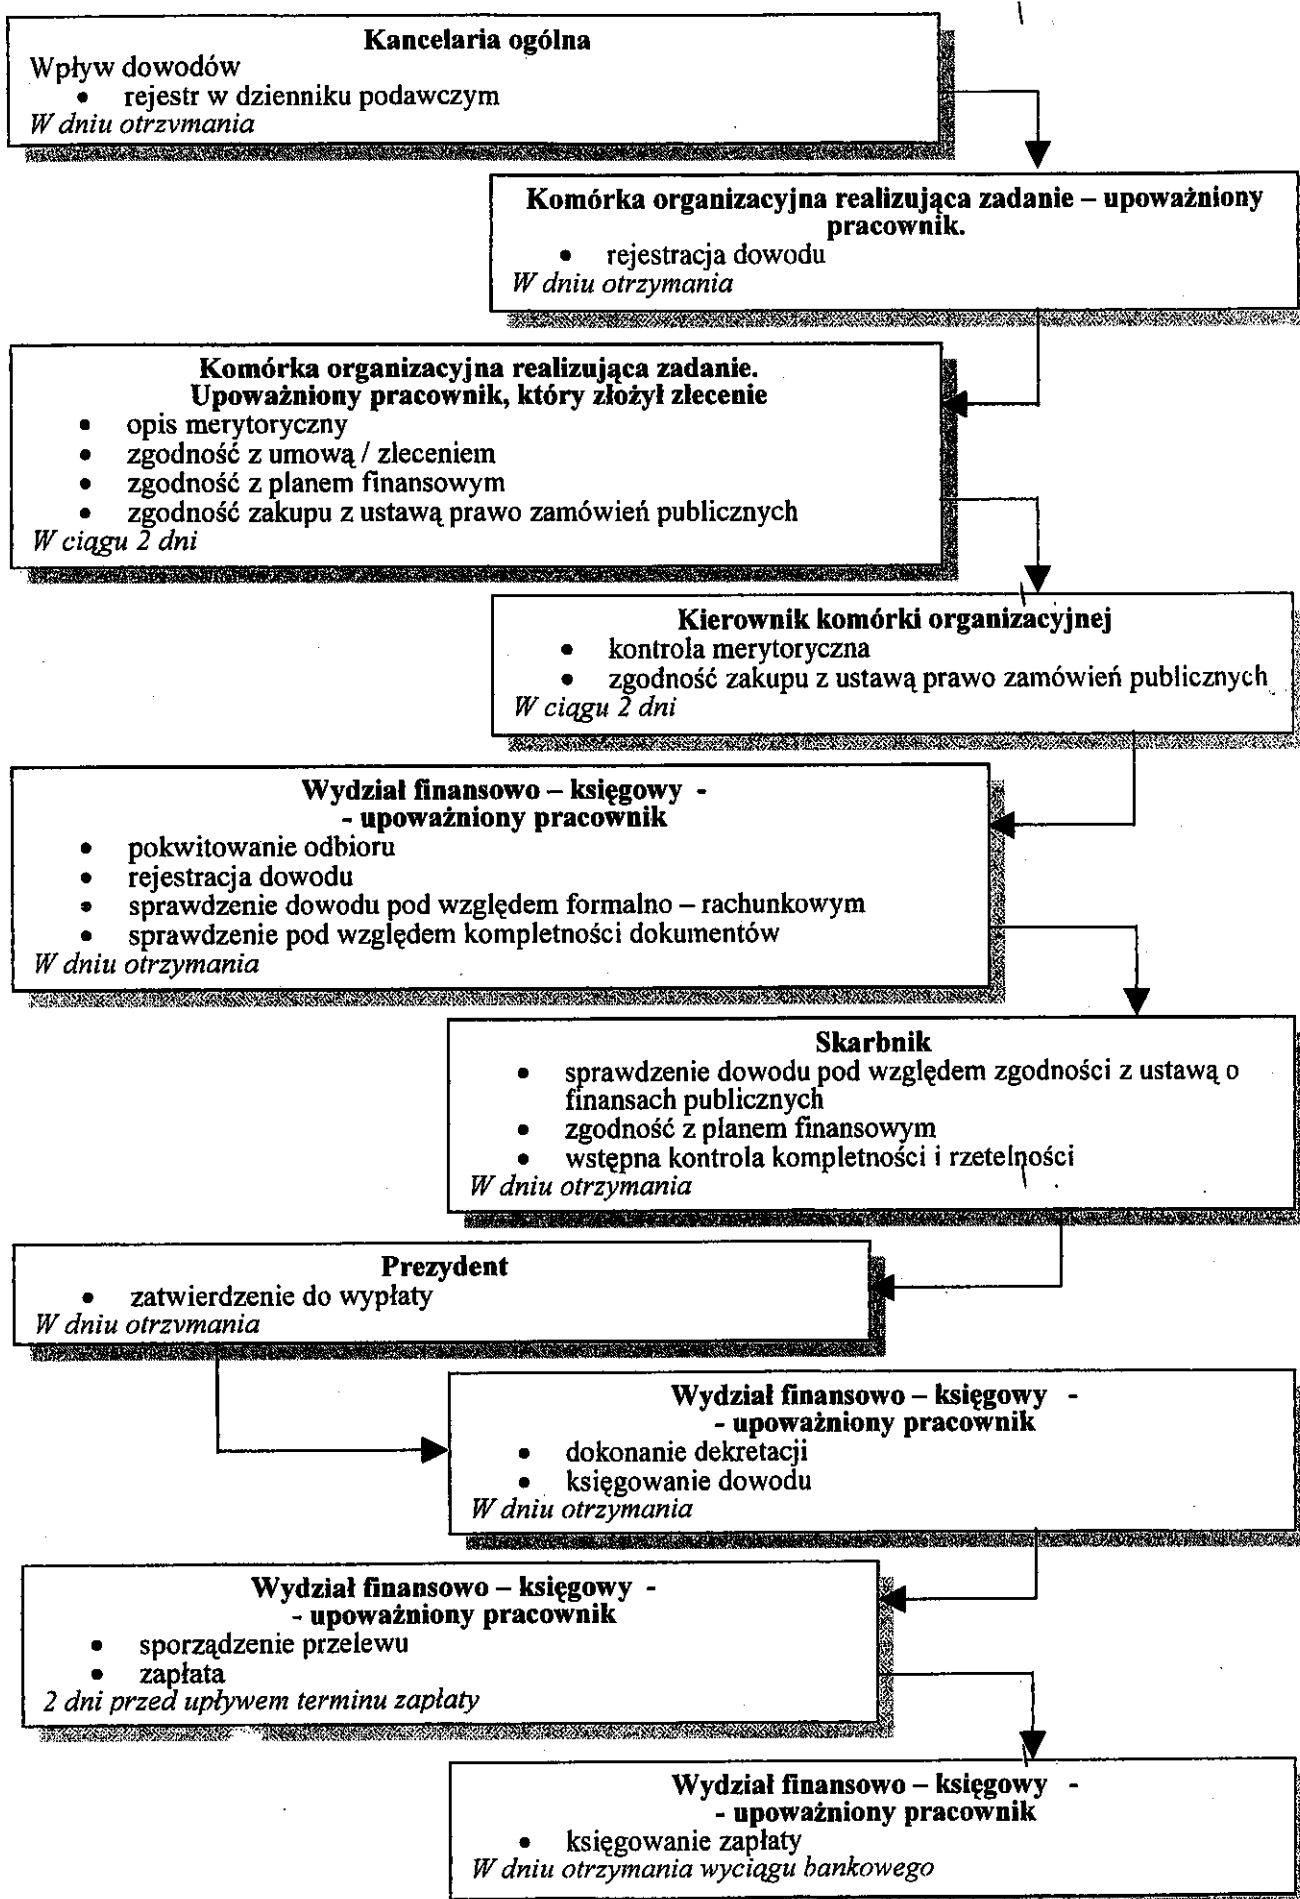 Kancelaria ogólna
Wpływ dowodów
• rejestr w dzienniku podawczym
W dniu otrzymania
Komórka organizacyjna realizująca zadanie – upoważniony
pracownik.
• rejestracja dowodu
W dniu otrzymania
Komórka organizacyjna realizująca zadanie.
Upoważniony pracownik, który złożył zlecenie
• opis merytoryczny
• zgodność z umową / zleceniem
• zgodność z planem finansowym
• zgodność zakupu z ustawą prawo zamówień publicznych
W ciągu 2 dni
Kierownik komórki organizacyjnej
• kontrola merytoryczna
• zgodność zakupu z ustawą prawo zamówień publicznych
W ciągu 2 dni
Wydział finansowo – księgowy -
- upoważniony pracownik
• pokwitowanie odbioru
• rejestracja dowodu
• sprawdzenie dowodu pod względem formalno – rachunkowym
• sprawdzenie pod względem kompletności dokumentów
W dniu otrzymania
Skarbnik
• sprawdzenie dowodu pod względem zgodności z ustawą o
finansach publicznych
• zgodność z planem finansowym
• wstępna kontrola kompletności i rzetelności
W dniu otrzymania
Prezydent
• zatwierdzenie do wypłaty
W dniu otrzymania
Wydział finansowo – księgowy -
- upoważniony pracownik
• dokonanie dekretacji
• księgowanie dowodu
W dniu otrzymania
Wydział finansowo – księgowy -
- upoważniony pracownik
• sporządzenie przelewu
• zapłata
2 dni przed upływem terminu zapłaty
Wydział finansowo – księgowy -
- upoważniony pracownik
• księgowanie zapłaty
W dniu otrzymania wyciągu bankowego